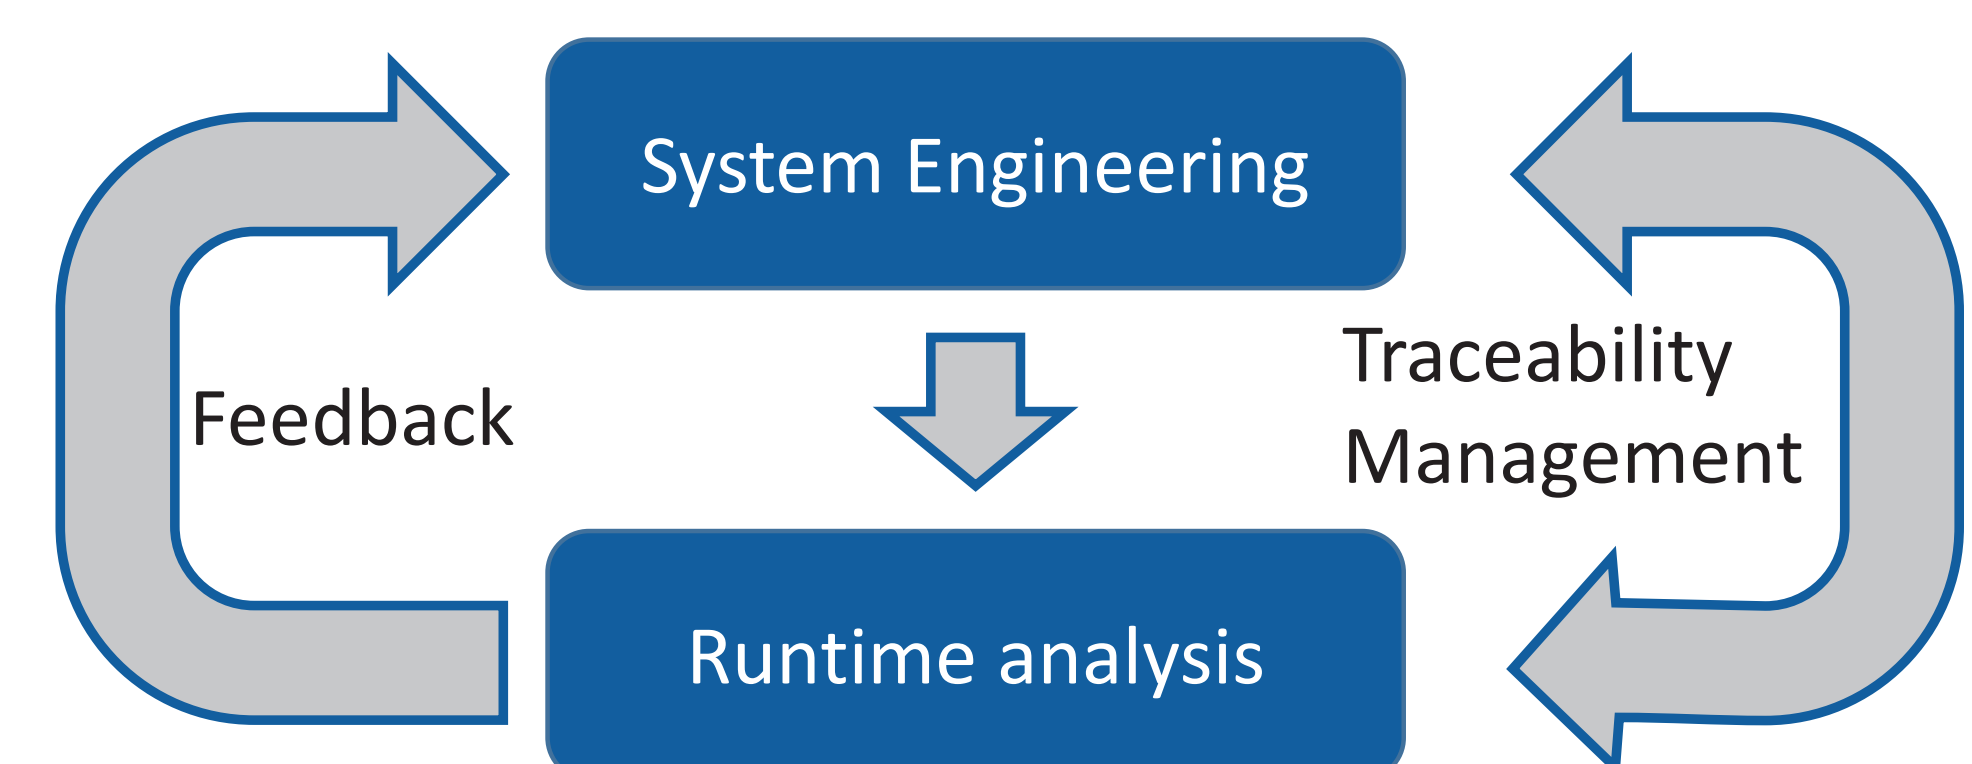 System Engineering
Feedback
Traceability
Management
Runtime analysis